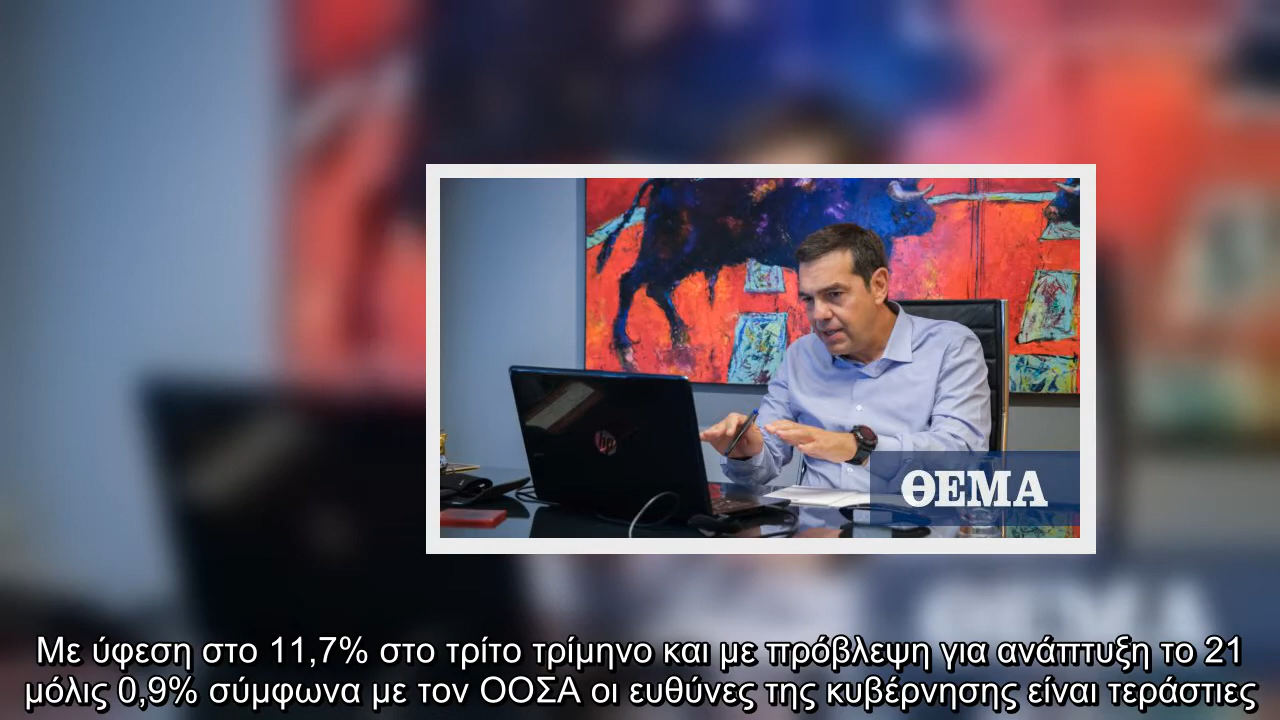 hp
ΘΕΜΑ
Με ύφεση στο 11,7% στο τρίτο τρίμηνο και με πρόβλεψη για ανάπτυξη το 21
μόλις 0,9% σύμφωνα με τον ΟΟΣΑ οι ευθύνες της κυβέρνησης είναι τεράστιες